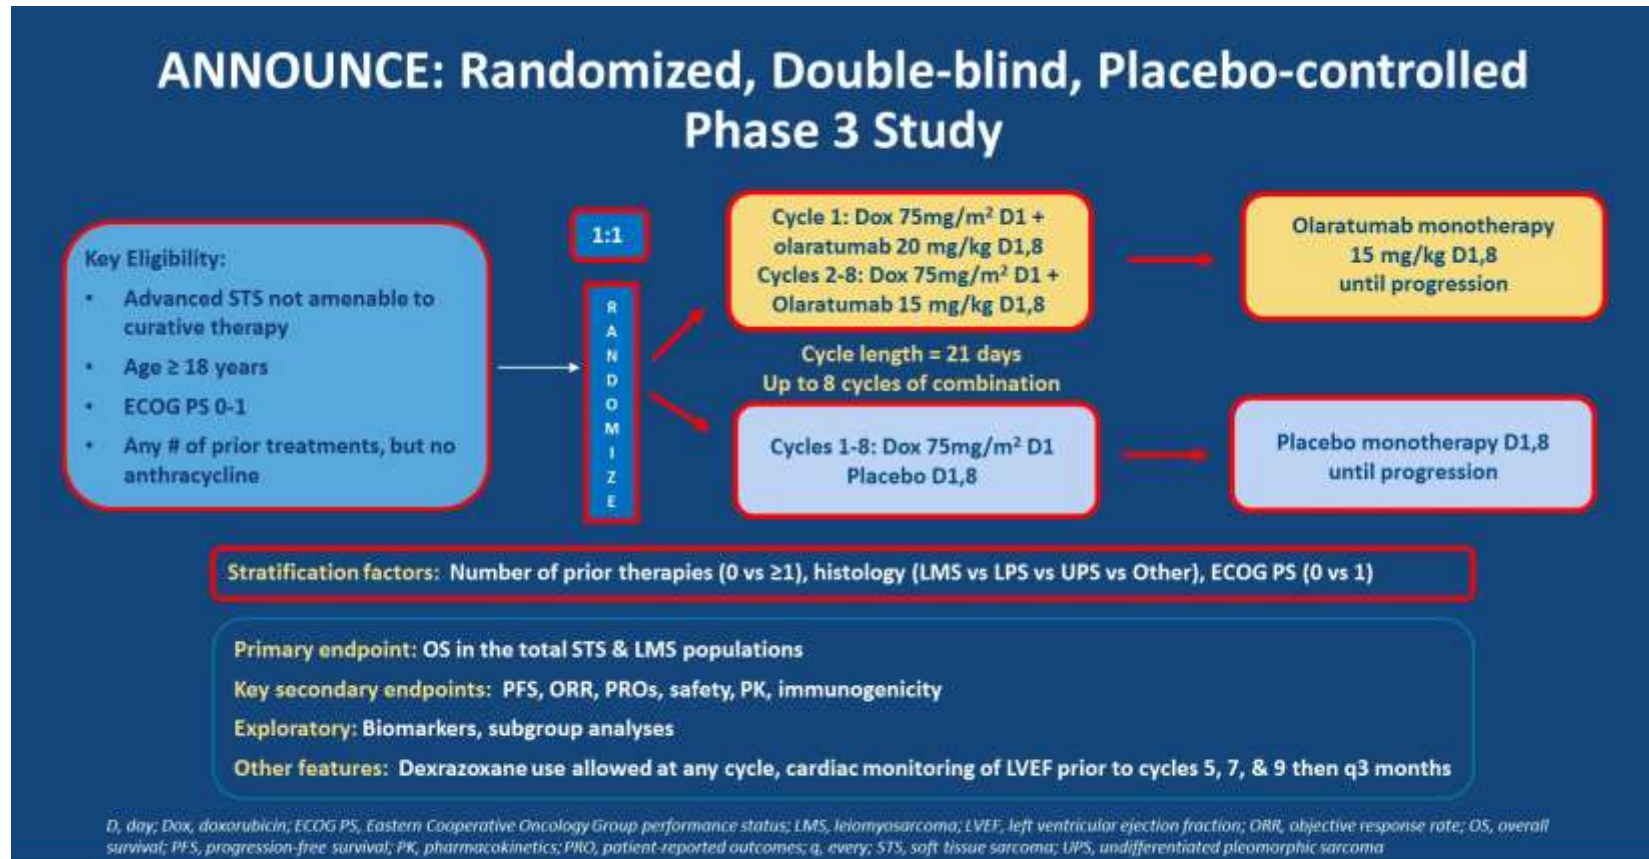 ANNOUNCE: Randomized, Double-blind, Placebo-controlled
Phase 3 Study
Key Eligibility:
• Advanced STS not amenable to
curative therapy
• Age ≥ 18 years
• ECOG PS 0-1
• Any # of prior treatments, but no
anthracycline
1:1
R
A
N
D
O
M
I
Z
E
Cycle 1: Dox 75mg/m² D1 +
olaratumab 20 mg/kg D1,8
Cycles 2-8: Dox 75mg/m² D1 +
Olaratumab 15 mg/kg D1,8
Olaratumab monotherapy
15 mg/kg D1,8
until progression
Cycle length = 21 days
Up to 8 cycles of combination
Cycles 1-8: Dox 75mg/m² D1
Placebo D1,8
Placebo monotherapy D1,8
until progression
Stratification factors: Number of prior therapies (0 vs ≥1), histology (LMS vs LPS vs UPS vs Other), ECOG PS (0 vs 1)
Primary endpoint: OS in the total STS & LMS populations
Key secondary endpoints: PFS, ORR, PROs, safety, PK, immunogenicity
Exploratory: Biomarkers, subgroup analyses
Other features: Dexrazoxane use allowed at any cycle, cardiac monitoring of LVEF prior to cycles 5, 7, & 9 then q3 months
D, day; Dox, doxorubicin; ECOG PS, Eastern Cooperative Oncology Group performance status; LMS, leiomyosarcoma; LVEF, left ventricular ejection fraction; ORR, objective response rate; OS, overall
survival; PFS, progression-free survival; PK, pharmacokinetics; PRO, patient-reported outcomes; q, every; STS, soft tissue sarcoma; UPS, undifferentiated pleomorphic sarcoma